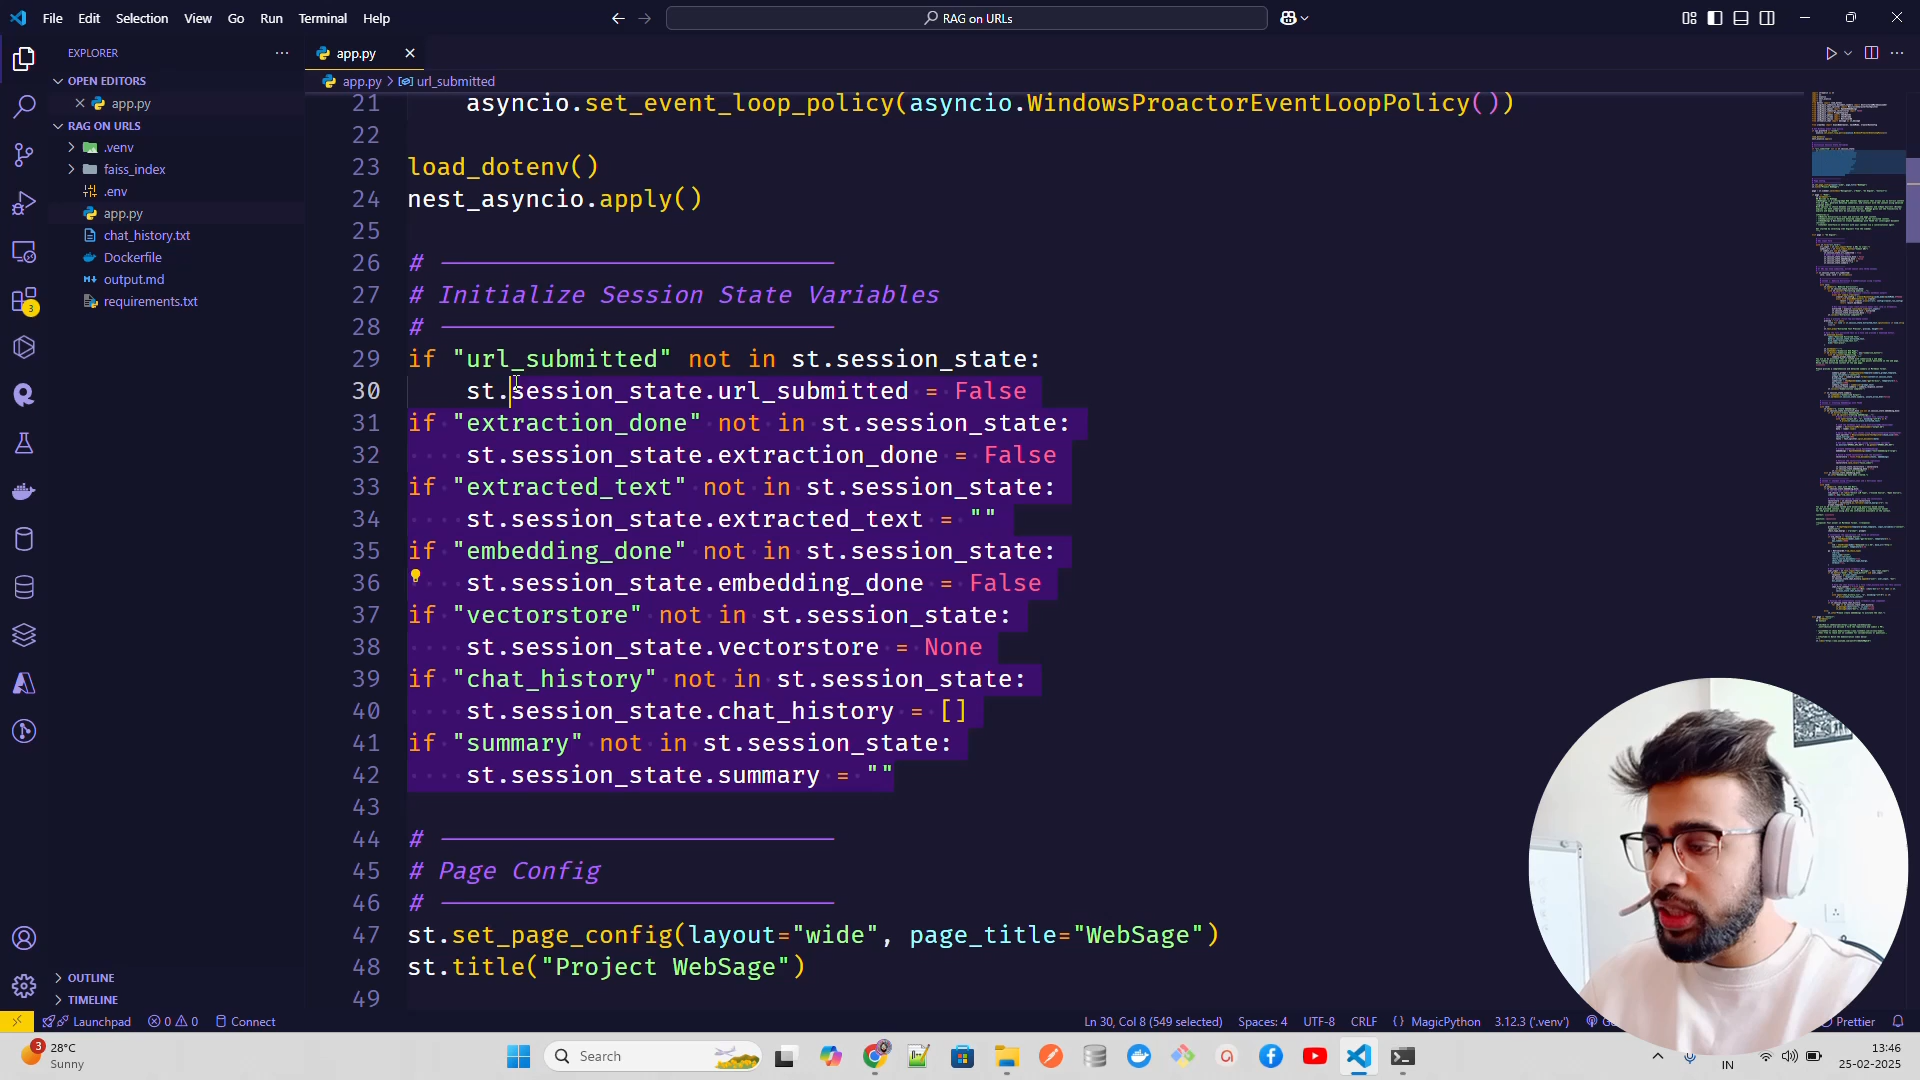 File Edit Selection View Go Run Terminal Help
RAG on URLs
EXPLORER
OPEN EDITORS
app.py
RAG ON URLS
.venv
faiss_index
.env
app.py
chat_history.txt
Dockerfile
output.md
requirements.txt
OUTLINE
TIMELINE
3
app.py
app.py > url_submitted
21 asyncio.set_event_loop_policy(asyncio.WindowsProactorEventLoopPolicy())
22
23 load_dotenv()
24 nest_asyncio.apply()
25
26 # ───────────────────────────
27 # Initialize Session State Variables
28 # ───────────────────────────
29 if "url_submitted" not in st.session_state:
30 st.session_state.url_submitted = False
31 if "extraction_done" not in st.session_state:
32 st.session_state.extraction_done = False
33 if "extracted_text" not in st.session_state:
34 st.session_state.extracted_text = ""
35 if "embedding_done" not in st.session_state:
36 st.session_state.embedding_done = False
37 if "vectorstore" not in st.session_state:
38 st.session_state.vectorstore = None
39 if "chat_history" not in st.session_state:
40 st.session_state.chat_history = []
41 if "summary" not in st.session_state:
42 st.session_state.summary = ""
43
44 # ───────────────────────────
45 # Page Config
46 # ───────────────────────────
47 st.set_page_config(layout="wide", page_title="WebSage")
48 st.title("Project WebSage")
49
Launchpad 0 0 Connect
Ln 30, Col 8 (549 selected) Spaces: 4 UTF-8 CRLF {} MagicPython 3.12.3 ('.venv') Prettier
3
28°C
Sunny
Search
IN
13:46
25-02-2025